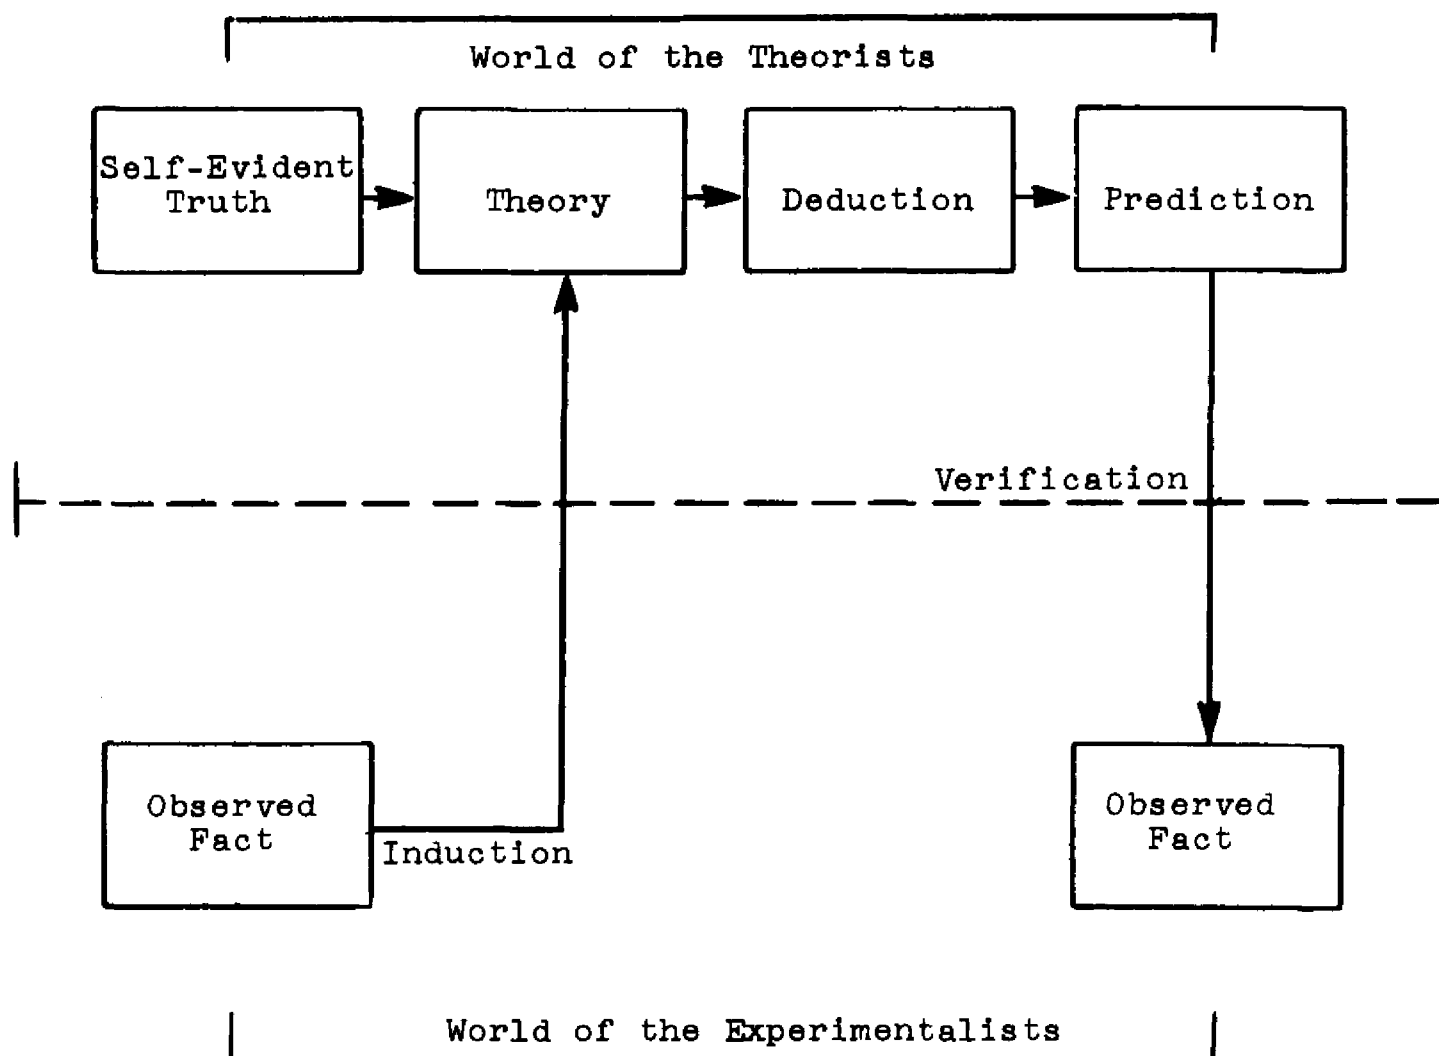 World of the Theorists
Self-Evident
Truth
Theory
Deduction
Prediction
Verification
Observed
Fact
Induction
Observed
Fact
World of the Experimentalists